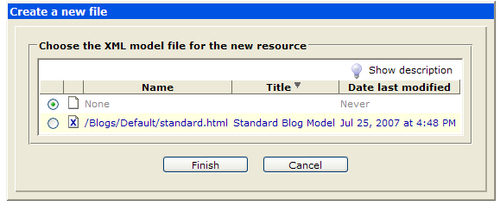 Create a new file
Choose the XML model file for the new resource
Show description
Name Title Date last modified
None Never
/Blogs/Default/standard.html Standard Blog Model Jul 25, 2007 at 4:48 PM
Finish Cancel